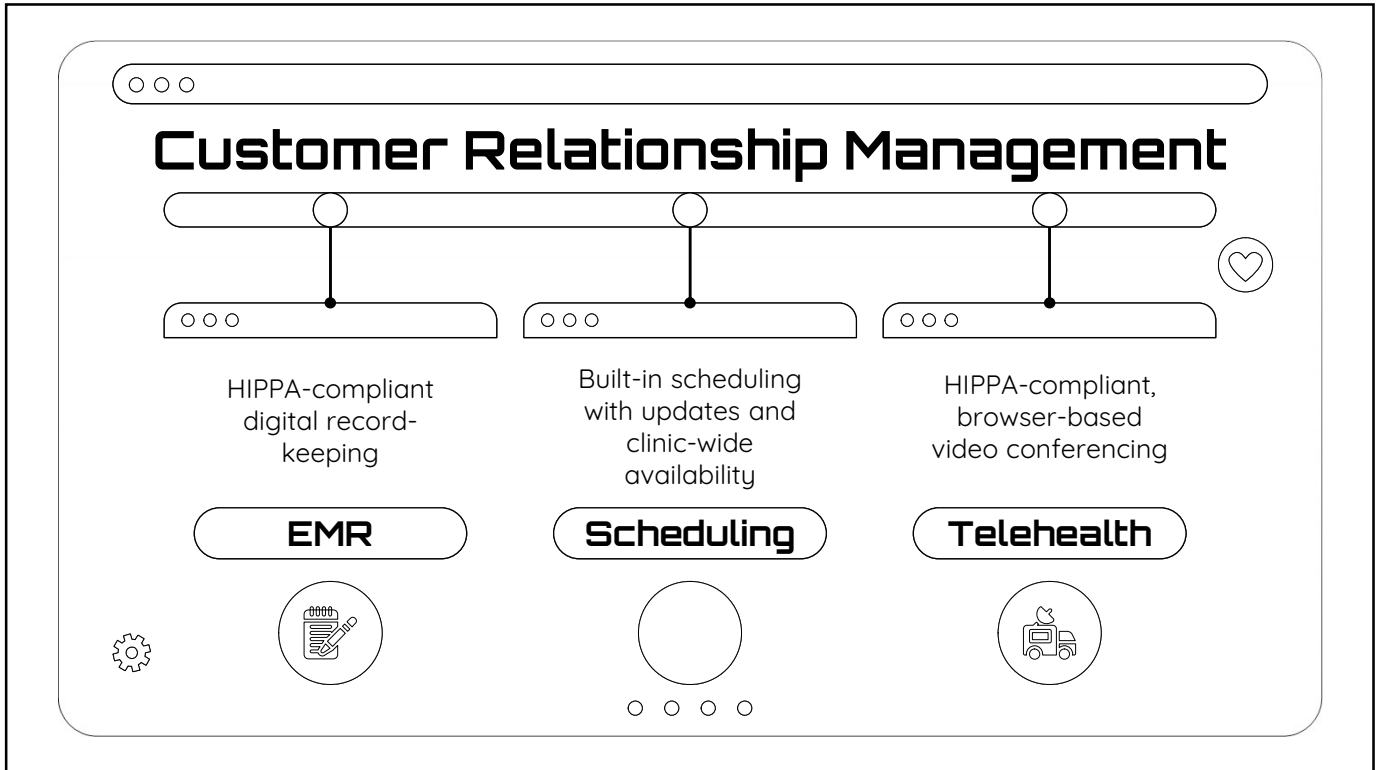 Customer Relationship Management
HIPPA-compliant
digital record-
keeping
EMR
Built-in scheduling
with updates and
clinic-wide
availability
Scheduling
HIPPA-compliant,
browser-based
video conferencing
Telehealth